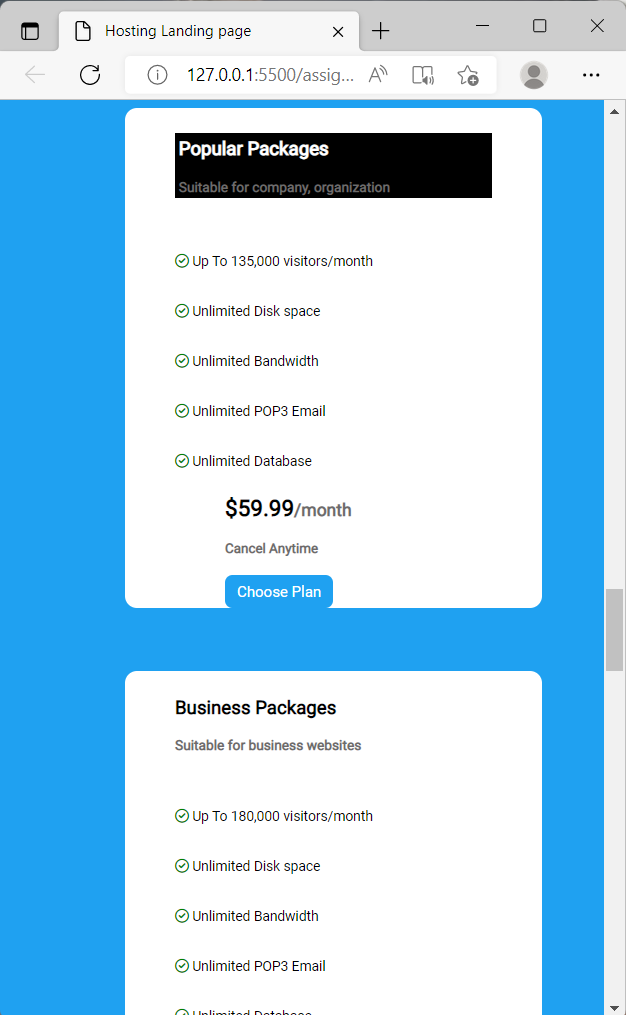 Hosting Landing page
127.0.0.1:5500/assig...
Popular Packages
Suitable for company, organization
Up To 135,000 visitors/month
Unlimited Disk space
Unlimited Bandwidth
Unlimited POP3 Email
Unlimited Database
$59.99/month
Cancel Anytime
Choose Plan
Business Packages
Suitable for business websites
Up To 180,000 visitors/month
Unlimited Disk space
Unlimited Bandwidth
Unlimited POP3 Email
Unlimited Database